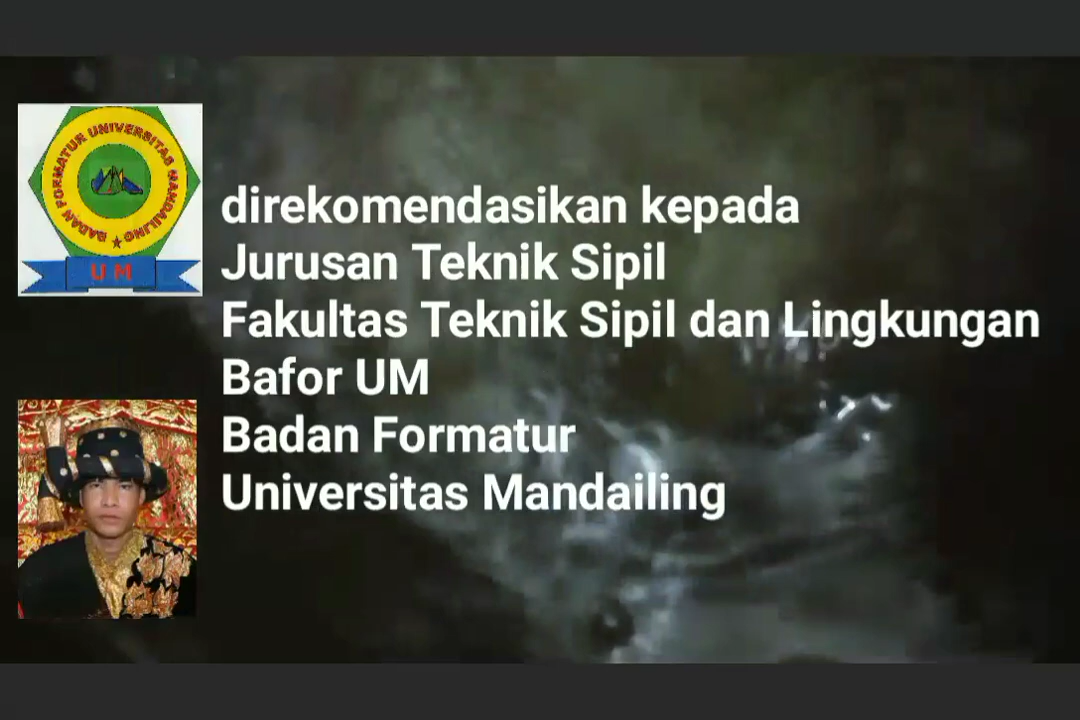 BADAN FORMATUR UNIVERSITAS MANDAILING
U M
direkomendasikan kepada
Jurusan Teknik Sipil
Fakultas Teknik Sipil dan Lingkungan
Bafor UM
Badan Formatur
Universitas Mandailing